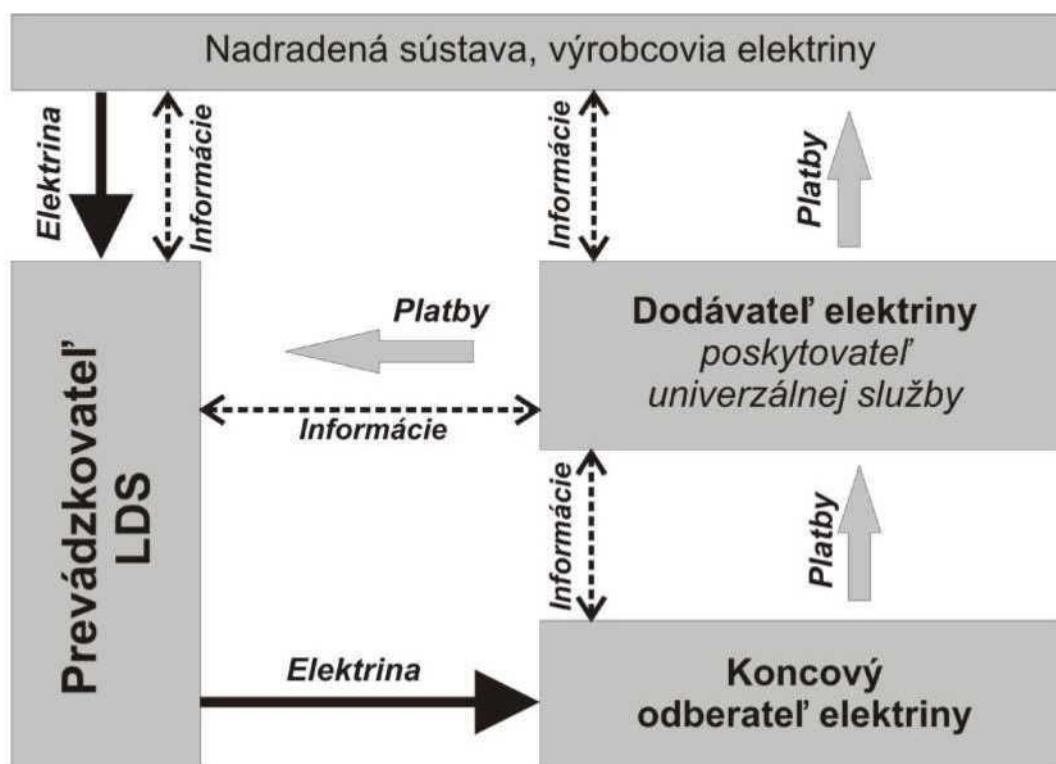 Nadradená sústava, výrobcovia elektriny
Elektrina
Informácie
Informácie
Platby
Platby
Dodávateľ elektriny
poskytovateľ
univerzálnej služby
Informácie
Prevádzkovateľ
LDS
Informácie
Platby
Elektrina
Koncový
odberateľ elektriny